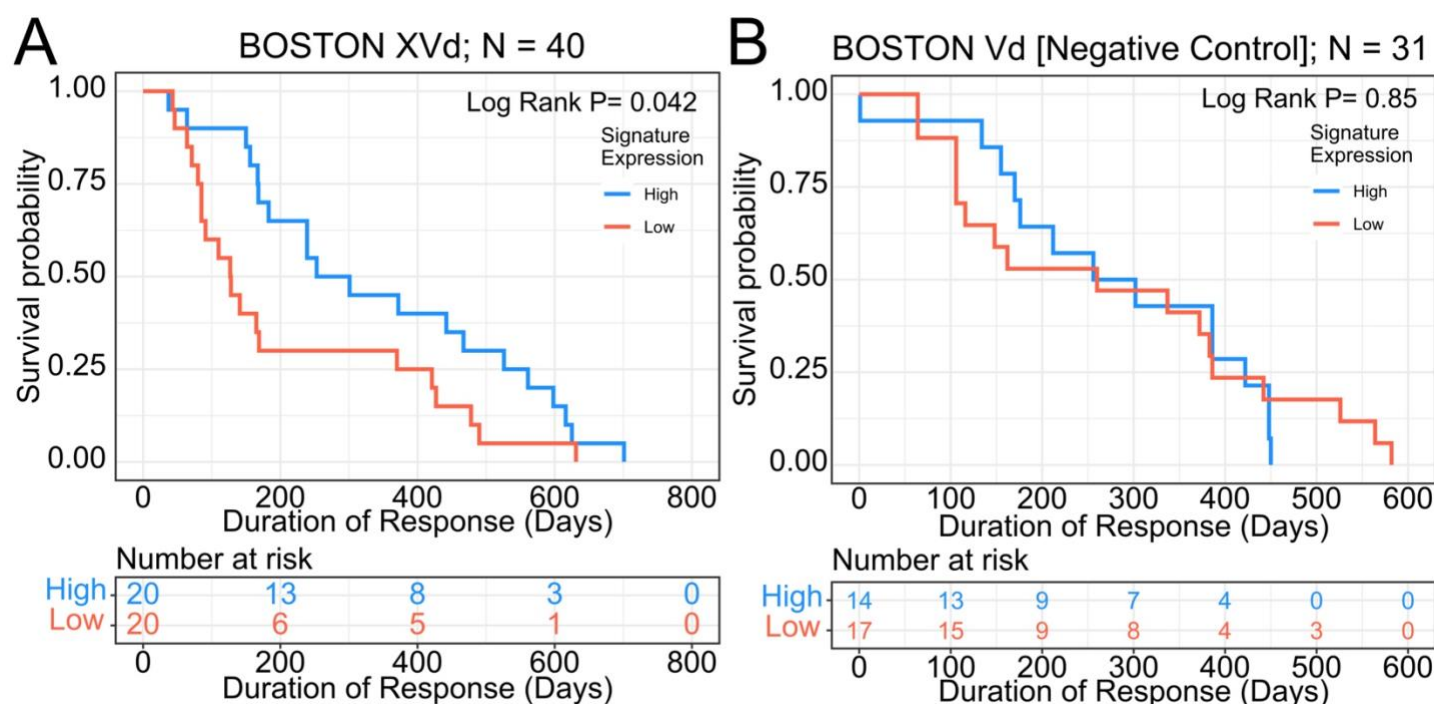 A
BOSTON XVd; N = 40
Log Rank P= 0.042
Signature
Expression
High
Low
Survival probability
1.00
0.75
0.50
0.25
0.00
0 200 400 600 800
Duration of Response (Days)
Number at risk
High 20 13 8 3 0
Low 20 6 5 1 0
0 200 400 600 800
Duration of Response (Days)
B
BOSTON Vd [Negative Control]; N = 31
Log Rank P= 0.85
Signature
Expression
High
Low
Survival probability
1.00
0.75
0.50
0.25
0.00
0 100 200 300 400 500 600
Duration of Response (Days)
Number at risk
High 14 13 9 7 4 0 0
Low 17 15 9 8 4 3 0
0 100 200 300 400 500 600
Duration of Response (Days)